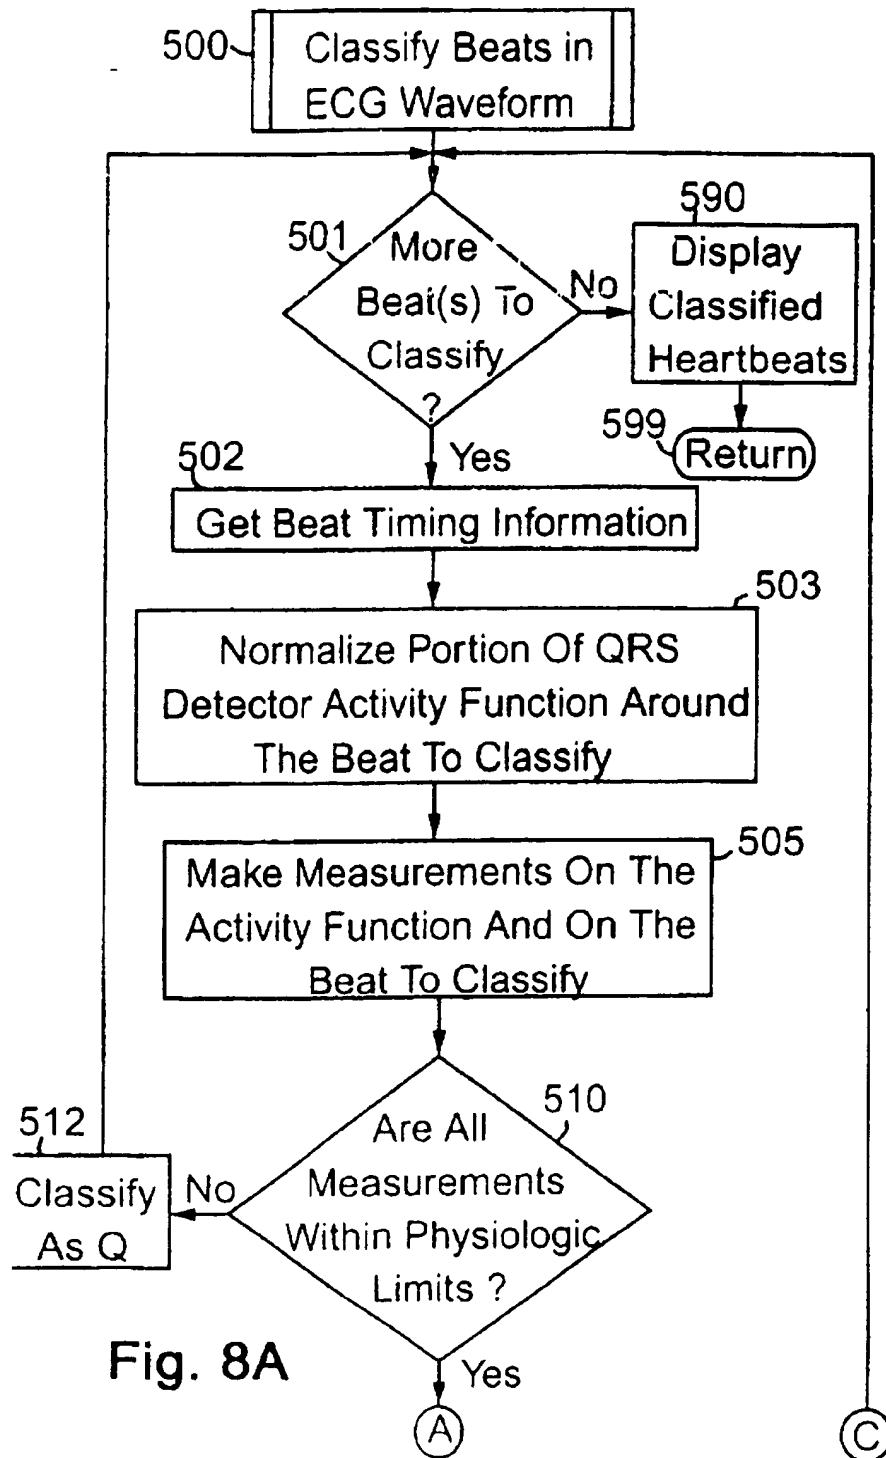 500
Classify Beats in
ECG Waveform
501
More
Beat(s) To
Classify
?
No
590
Display
Classified
Heartbeats
599
Return
Yes
502
Get Beat Timing Information
503
Normalize Portion Of QRS
Detector Activity Function Around
The Beat To Classify
505
Make Measurements On The
Activity Function And On The
Beat To Classify
510
Are All
Measurements
Within Physiologic
Limits ?
No
512
Classify
As Q
Yes
Fig. 8A
A
C